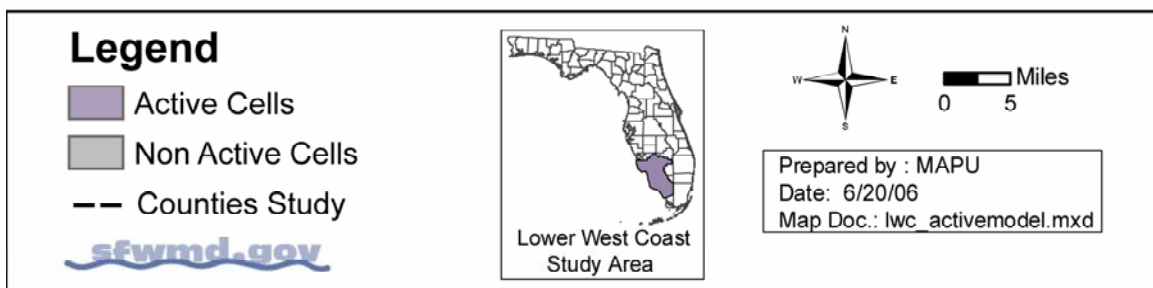 Legend
Active Cells
Non Active Cells
Counties Study
sfwmd.gov
Lower West Coast
Study Area
N
W E
S
Miles
0 5
Prepared by : MAPU
Date: 6/20/06
Map Doc.: lwc_activemodel.mxd